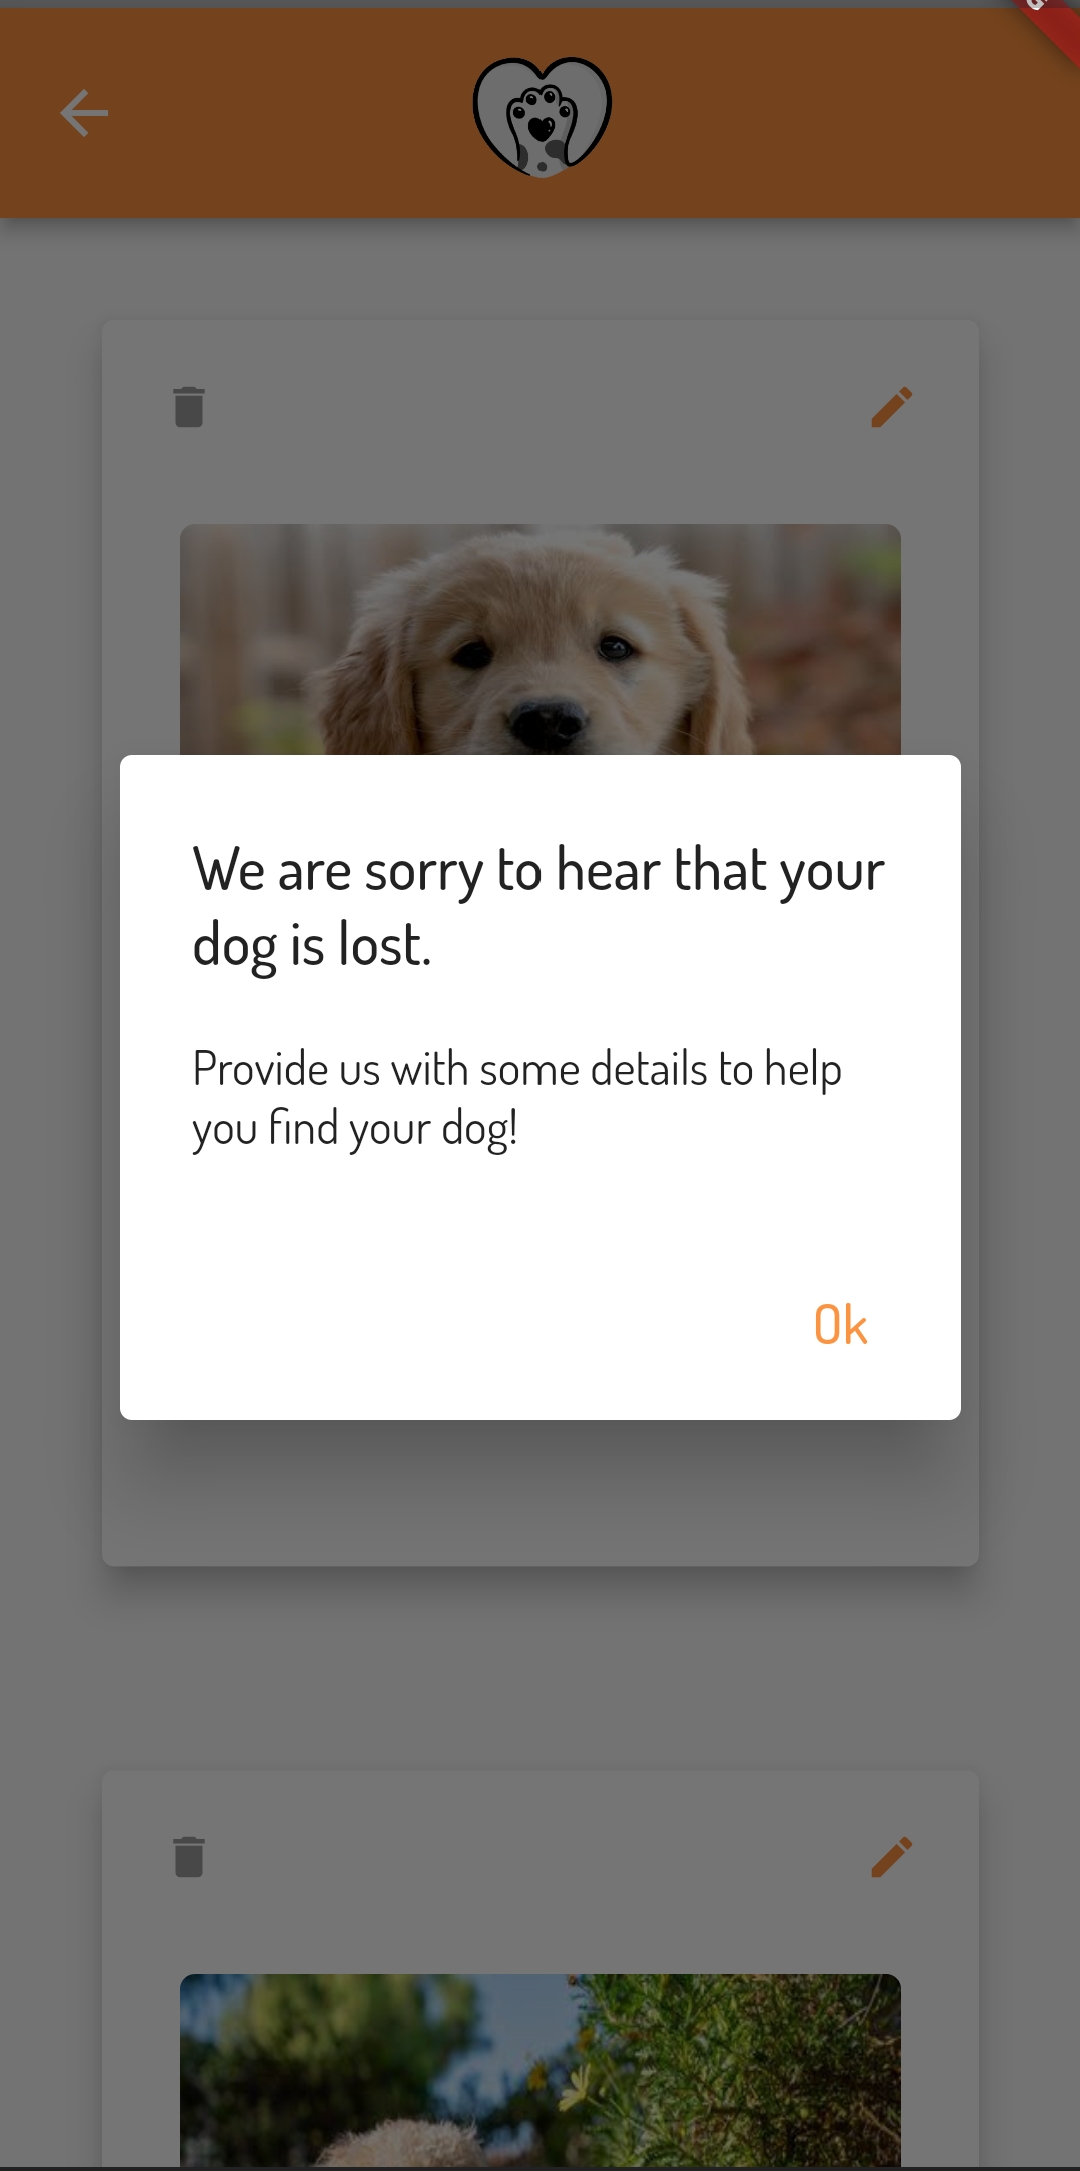 We are sorry to hear that your
dog is lost.
Provide us with some details to help
you find your dog!
Ok